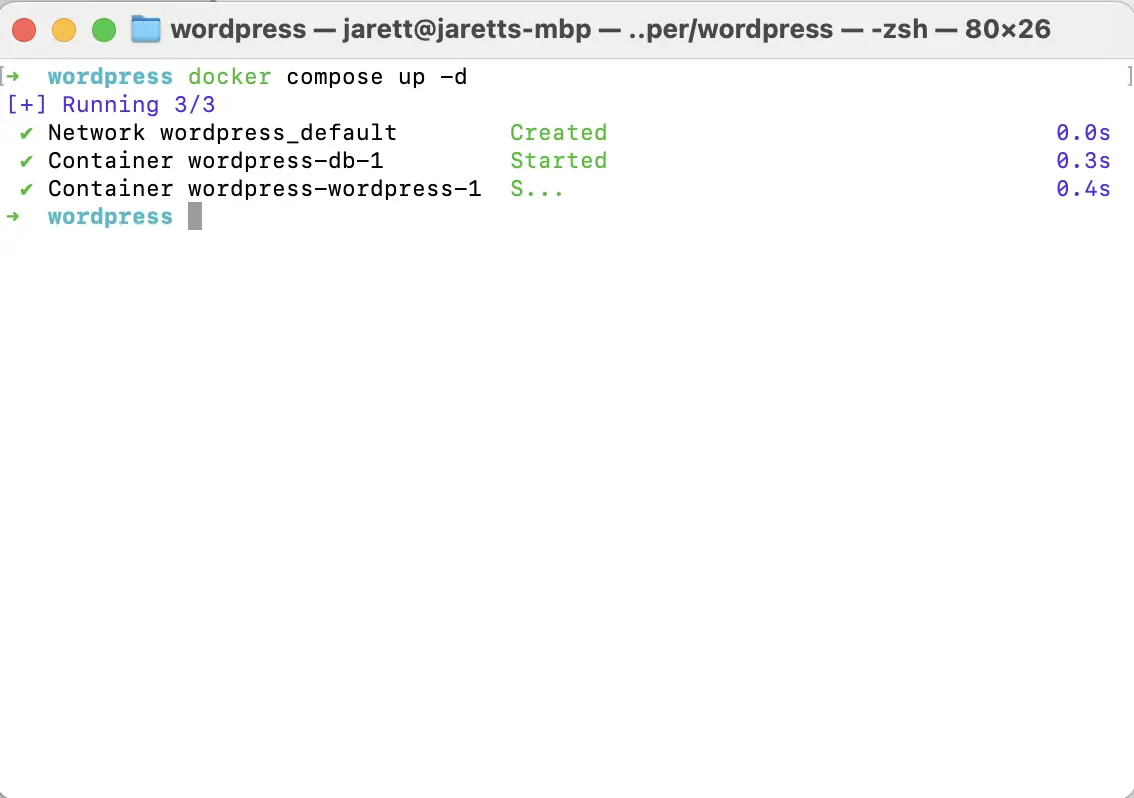 wordpress — jarett@jaretts-mbp — ..per/wordpress — -zsh — 80×26
[➜  wordpress docker compose up -d ]
[+] Running 3/3
✔ Network wordpress_default Created 0.0s
✔ Container wordpress-db-1 Started 0.3s
✔ Container wordpress-wordpress-1 S... 0.4s
➜  wordpress